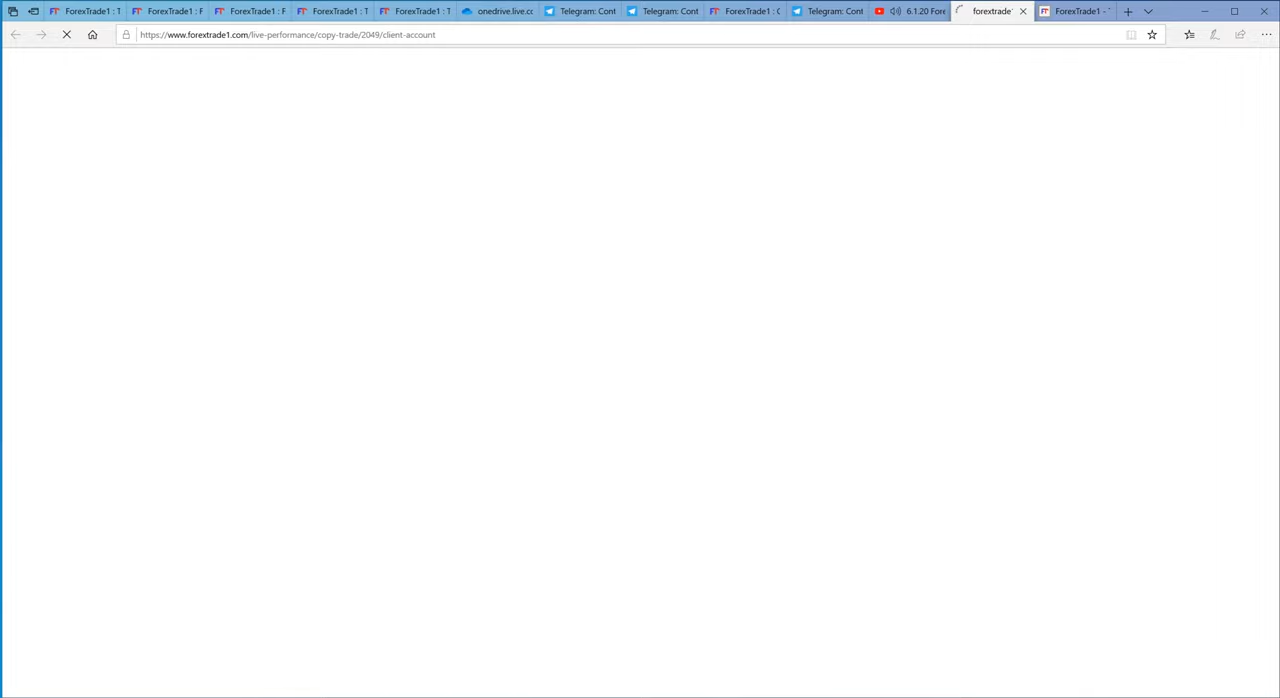 ForexTrade1 : T
ForexTrade1 : F
ForexTrade1 : F
ForexTrade1 : T
ForexTrade1 : T
onedrive.live.cc
Telegram: Cont
Telegram: Cont
ForexTrade1 : C
Telegram: Cont
6.1.20 Fore
forextrade
ForexTrade1 -
https://www.forextrade1.com/live-performance/copy-trade/2049/client-account